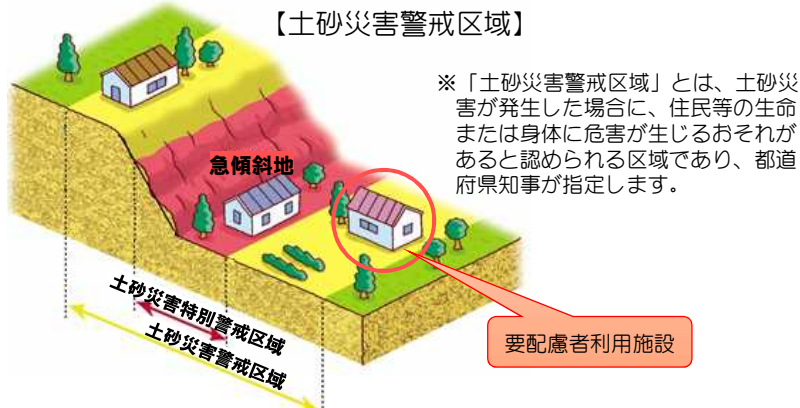 【土砂災害警戒区域】
※「土砂災害警戒区域」とは、土砂災
害が発生した場合に、住民等の生命
または身体に危害が生じるおそれが
あると認められる区域であり、都道
府県知事が指定します。
急傾斜地
土砂災害特別警戒区域
土砂災害警戒区域
要配慮者利用施設